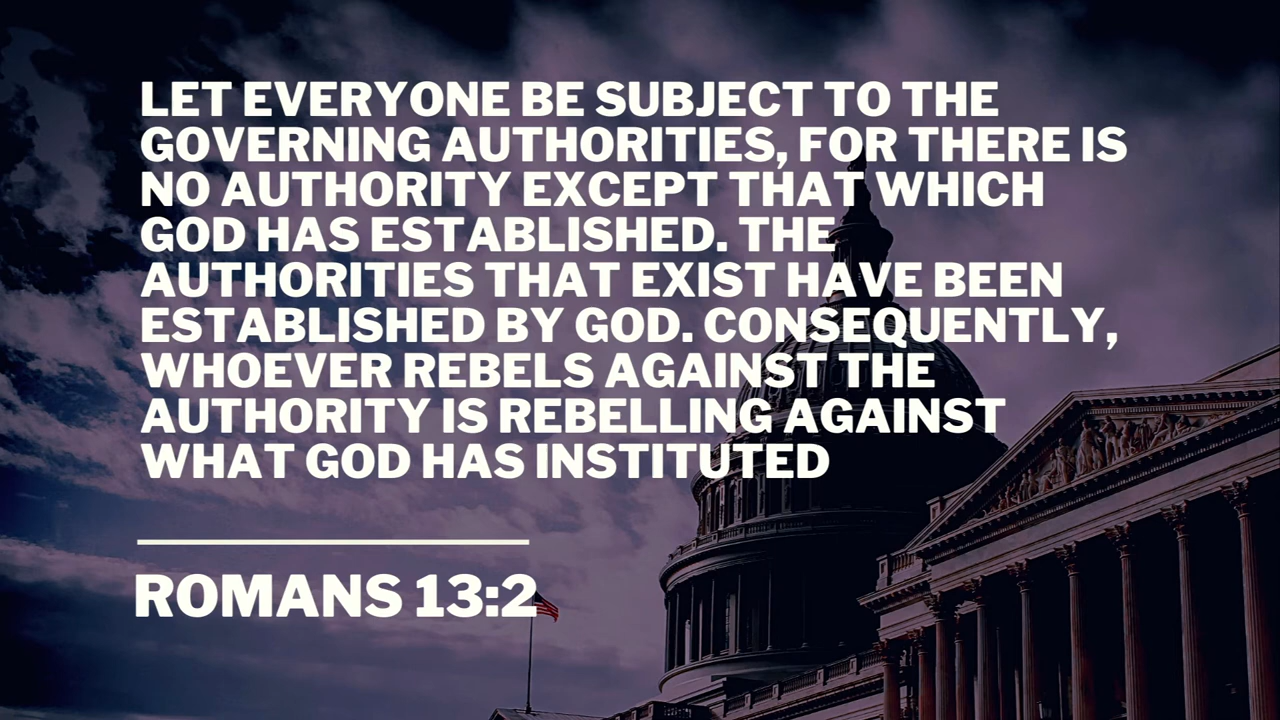 LET EVERYONE BE SUBJECT TO THE
GOVERNING AUTHORITIES, FOR THERE IS
NO AUTHORITY EXCEPT THAT WHICH
GOD HAS ESTABLISHED. THE
AUTHORITIES THAT EXIST HAVE BEEN
ESTABLISHED BY GOD. CONSEQUENTLY,
WHOEVER REBELS AGAINST THE
AUTHORITY IS REBELLING AGAINST
WHAT GOD HAS INSTITUTED
ROMANS 13:2